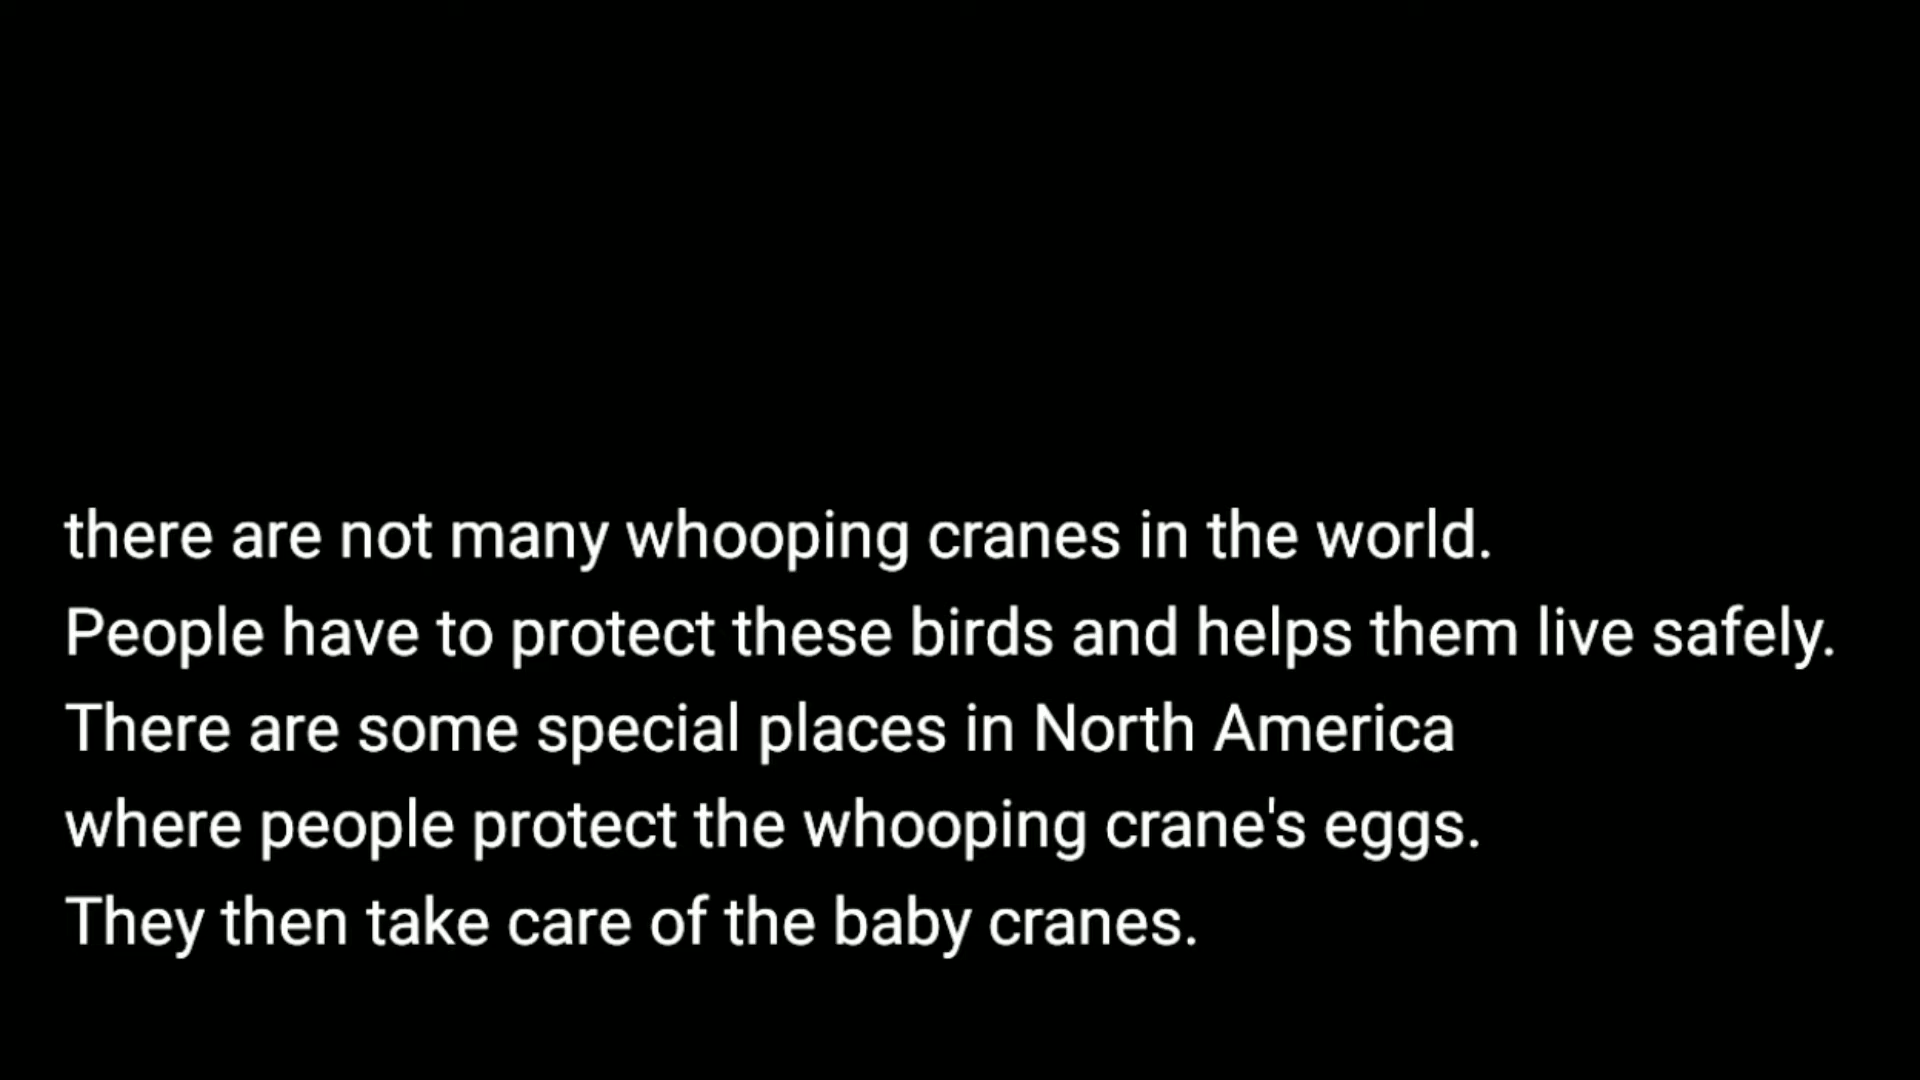 there are not many whooping cranes in the world.
People have to protect these birds and helps them live safely.
There are some special places in North America
where people protect the whooping crane's eggs.
They then take care of the baby cranes.